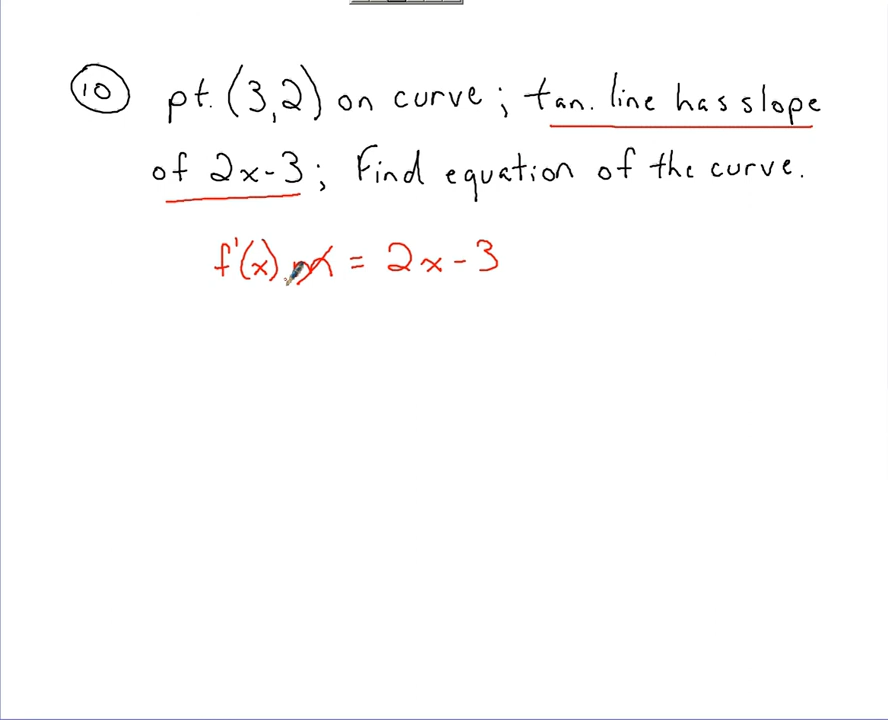 10 pt. (3,2) on curve; tan. line has slope
of 2x-3; Find equation of the curve.
f'(x) m = 2x-3